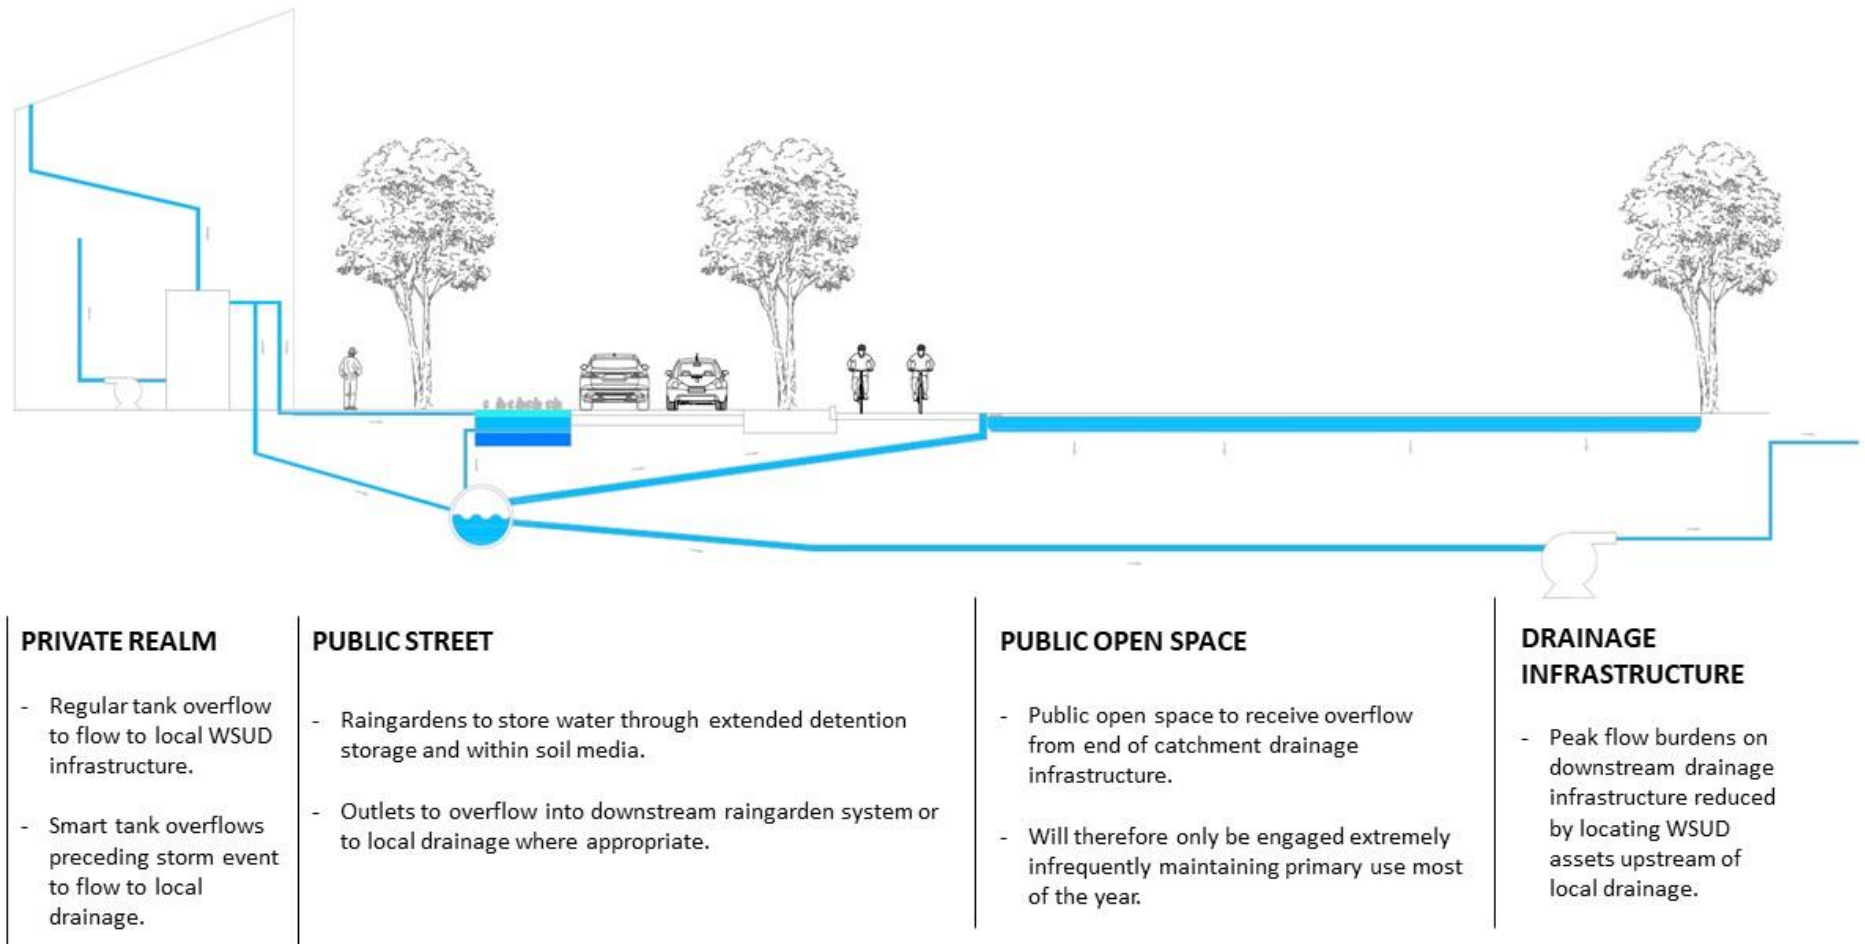 PRIVATE REALM
- Regular tank overflow
to flow to local WSUD
infrastructure.
- Smart tank overflows
preceding storm event
to flow to local
drainage.
PUBLIC STREET
- Raingardens to store water through extended detention
storage and within soil media.
- Outlets to overflow into downstream raingarden system or
to local drainage where appropriate.
PUBLIC OPEN SPACE
- Public open space to receive overflow
from end of catchment drainage
infrastructure.
- Will therefore only be engaged extremely
infrequently maintaining primary use most
of the year.
DRAINAGE
INFRASTRUCTURE
- Peak flow burdens on
downstream drainage
infrastructure reduced
by locating WSUD
assets upstream of
local drainage.